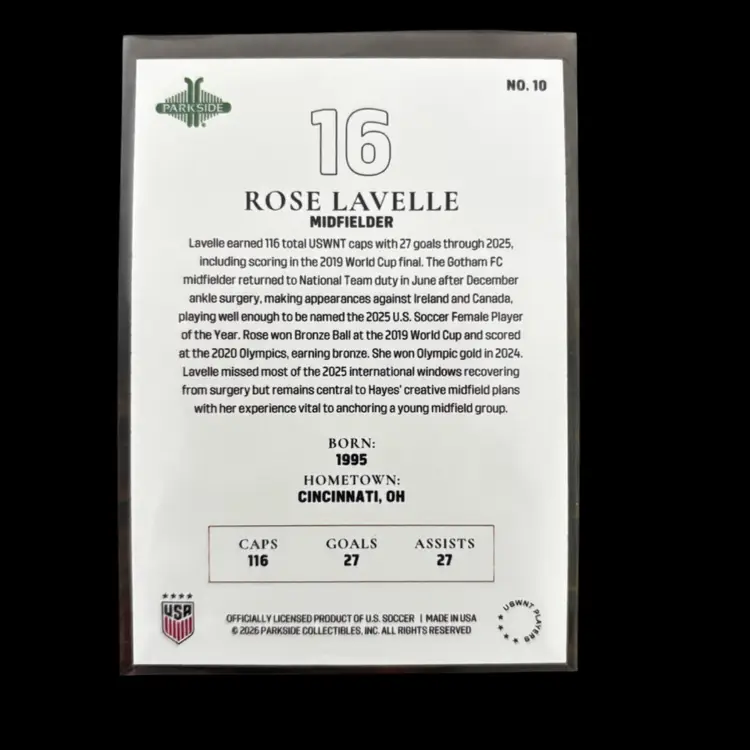 PARKSIDE
NO. 10
16
ROSE LAVELLE
MIDFIELDER
Lavelle earned 116 total USWNT caps with 27 goals through 2025,
including scoring in the 2019 World Cup final. The Gotham FC
midfielder returned to National Team duty in June after December
ankle surgery, making appearances against Ireland and Canada,
playing well enough to be named the 2025 U.S. Soccer Female Player
of the Year. Rose won Bronze Ball at the 2019 World Cup and scored
at the 2020 Olympics, earning bronze. She won Olympic gold in 2024.
Lavelle missed most of the 2025 international windows recovering
from surgery but remains central to Hayes' creative midfield plans
with her experience vital to anchoring a young midfield group.
BORN:
1995
HOMETOWN:
CINCINNATI, OH
CAPS GOALS ASSISTS
116 27 27
USA
OFFICIALLY LICENSED PRODUCT OF U.S. SOCCER | MADE IN USA
© 2026 PARKSIDE COLLECTIBLES, INC. ALL RIGHTS RESERVED
USWNT PLAYERS